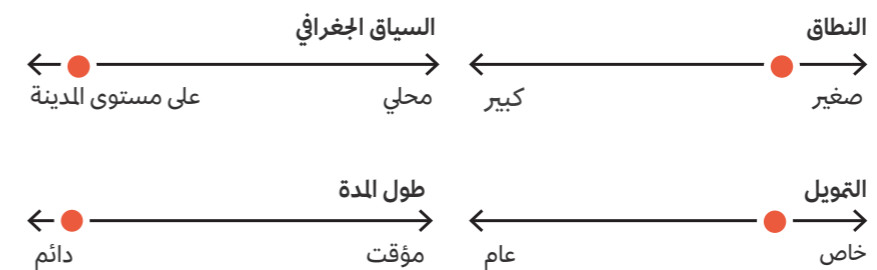 النطاق
صغير
كبير
السياق الجغرافي
محلي
على مستوى المدينة
التمويل
خاص
عام
طول المدة
مؤقت
دائم